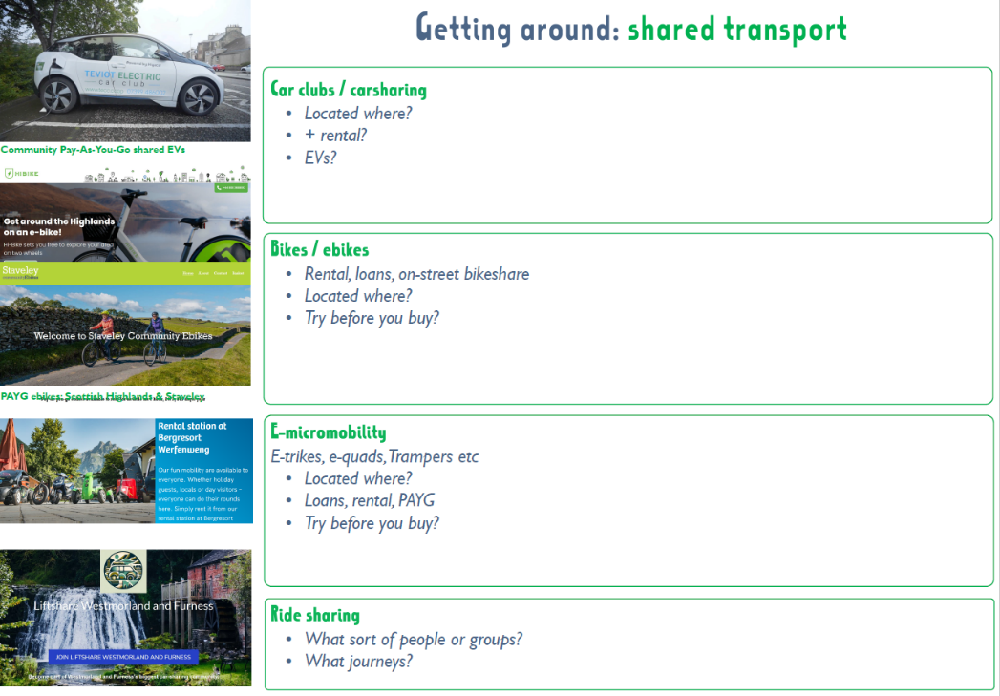 Getting around: shared transport
TEVIOT ELECTRIC
car club
Community Pay-As-You-Go shared EVs
HIBIKE
Get around the Highlands
on an e-bike!
Hi-Bike sets you free to explore your area
on two wheels
Staveley
Welcome to Staveley Community Ebikes
PAYG ebikes: Scottish Highlands & Staveley
Rental station at
Bergresort
Werfenweng
Our fun mobility are available to
everyone. Whether holiday
guests, locals or day visitors -
everyone can do their rounds
here. Simply rent it from our
rental station at Bergresort
Liftshare Westmorland and Furness
JOIN LIFTSHARE WESTMORLAND AND FURNESS
Become part of Westmorland and Furness's biggest car-sharing
Car clubs / carsharing
• Located where?
• + rental?
• EVs?
Bikes / ebikes
• Rental, loans, on-street bikeshare
• Located where?
• Try before you buy?
E-micromobility
E-trikes, e-quads, Trampers etc
• Located where?
• Loans, rental, PAYG
• Try before you buy?
Ride sharing
• What sort of people or groups?
• What journeys?